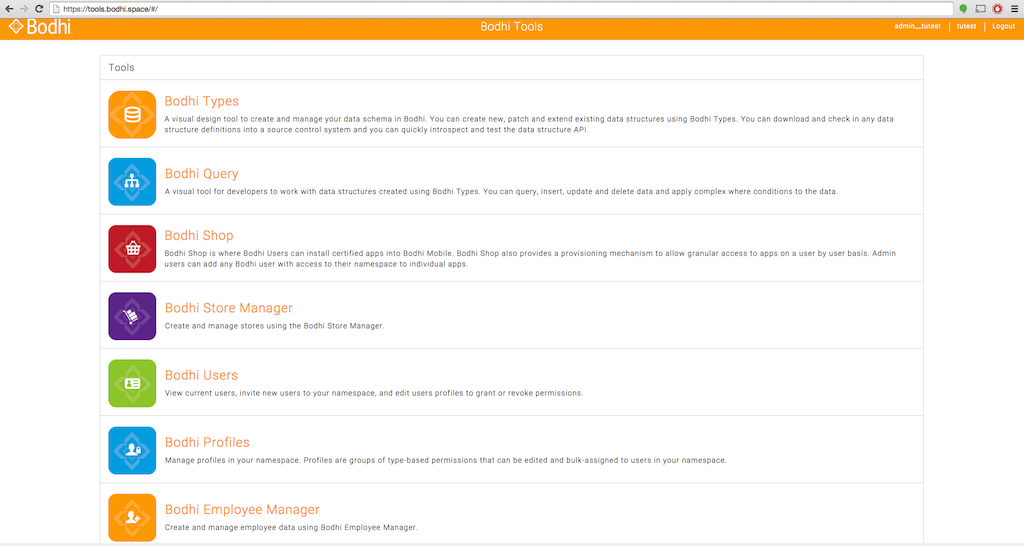 https://tools.bodhi.space/#/
Bodhi
Bodhi Tools
admin__tutest | tutest | Logout
Tools
Bodhi Types
A visual design tool to create and manage your data schema in Bodhi. You can create new, patch and extend existing data structures using Bodhi Types. You can download and check in any data
structure definitions into a source control system and you can quickly introspect and test the data structure API.
Bodhi Query
A visual tool for developers to work with data structures created using Bodhi Types. You can query, insert, update and delete data and apply complex where conditions to the data.
Bodhi Shop
Bodhi Shop is where Bodhi Users can install certified apps into Bodhi Mobile. Bodhi Shop also provides a provisioning mechanism to allow granular access to apps on a user by user basis. Admin
users can add any Bodhi user with access to their namespace to individual apps.
Bodhi Store Manager
Create and manage stores using the Bodhi Store Manager.
Bodhi Users
View current users, invite new users to your namespace, and edit users profiles to grant or revoke permissions.
Bodhi Profiles
Manage profiles in your namespace. Profiles are groups of type-based permissions that can be edited and bulk-assigned to users in your namespace.
Bodhi Employee Manager
Create and manage employee data using Bodhi Employee Manager.